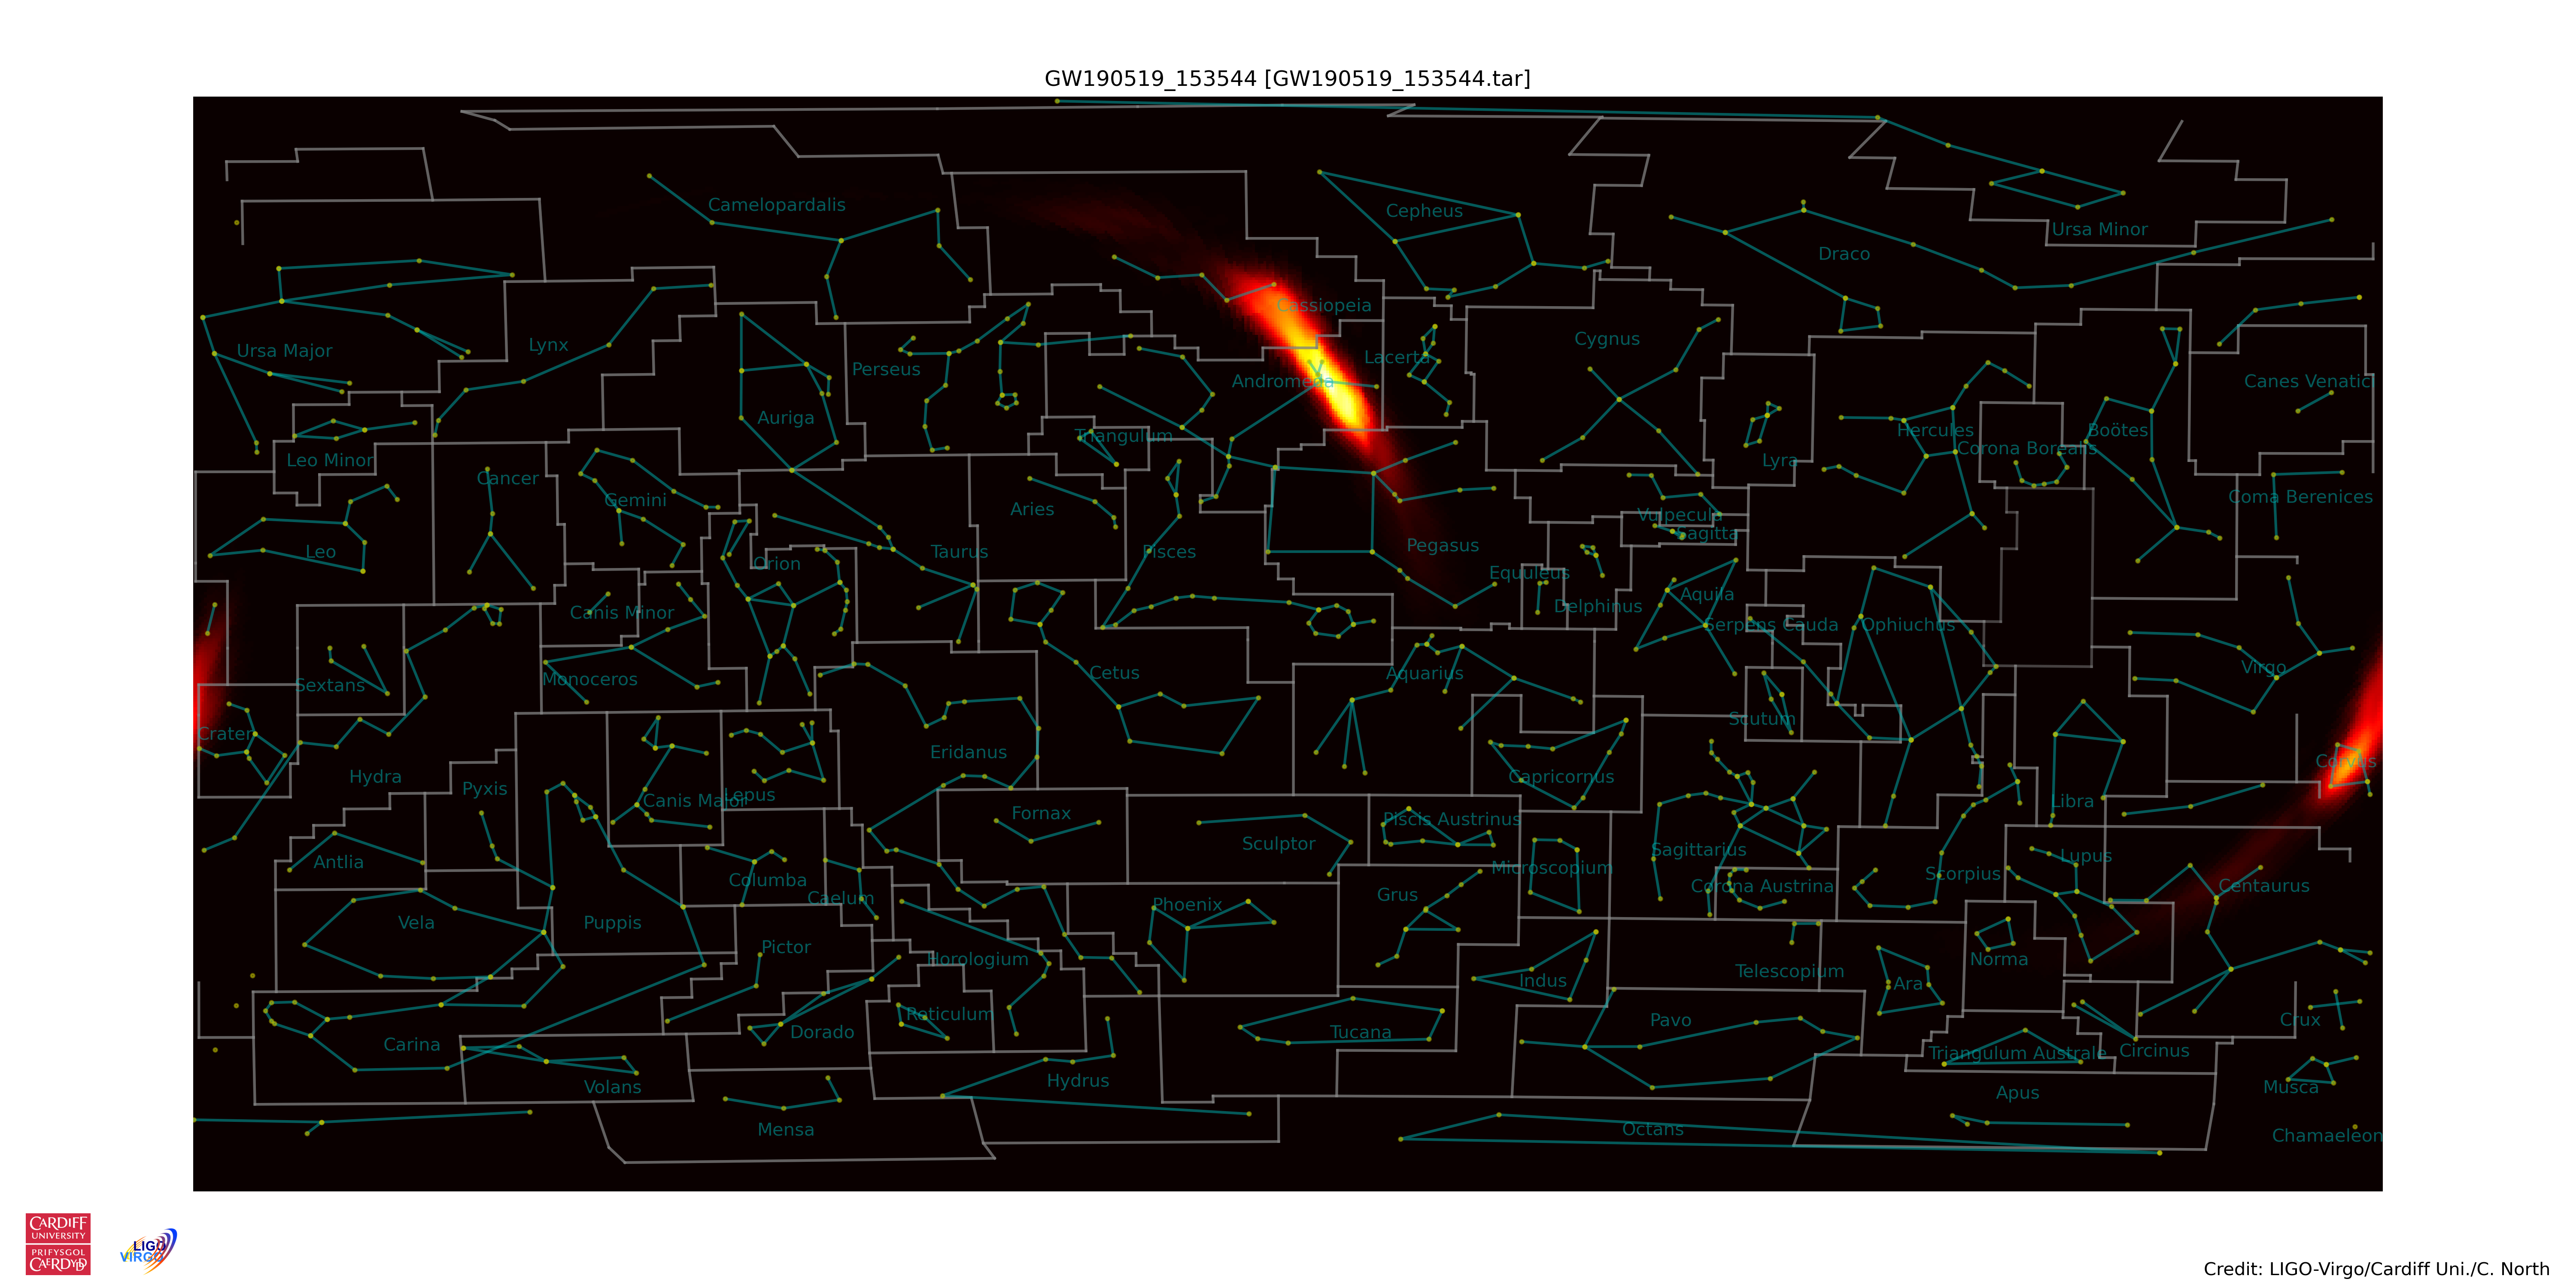 GW190519_153544 [GW190519_153544.tar]
Camelopardalis
Cepheus
Ursa Minor
Draco
Cassiopeia
Ursa Major
Lynx
Cygnus
Lacerta
Perseus
Andromeda
Canes Venatici
Auriga
Triangulum
Hercules
Boötes
Corona Borealis
Leo Minor
Lyra
Cancer
Gemini
Coma Berenices
Aries
Vulpecula
Sagitta
Leo
Taurus
Pisces
Pegasus
Orion
Equuleus
Canis Minor
Delphinus
Aquila
Serpens Cauda
Ophiuchus
Sextans
Monoceros
Cetus
Aquarius
Virgo
Crater
Scutum
Eridanus
Corvus
Hydra
Capricornus
Pyxis
Canis Major
Lepus
Libra
Fornax
Piscis Austrinus
Sculptor
Sagittarius
Antlia
Lupus
Microscopium
Columba
Corona Austrina
Scorpius
Centaurus
Caelum
Grus
Phoenix
Vela
Puppis
Pictor
Horologium
Norma
Telescopium
Indus
Ara
Reticulum
Pavo
Crux
Dorado
Tucana
Carina
Triangulum Australe
Circinus
Hydrus
Volans
Musca
Apus
Mensa
Octans
Chamaeleon
CARDIFF
UNIVERSITY
PRIFYSGOL
CAERDYDD
LIGO
VIRGO
Credit: LIGO-Virgo/Cardiff Uni./C. North